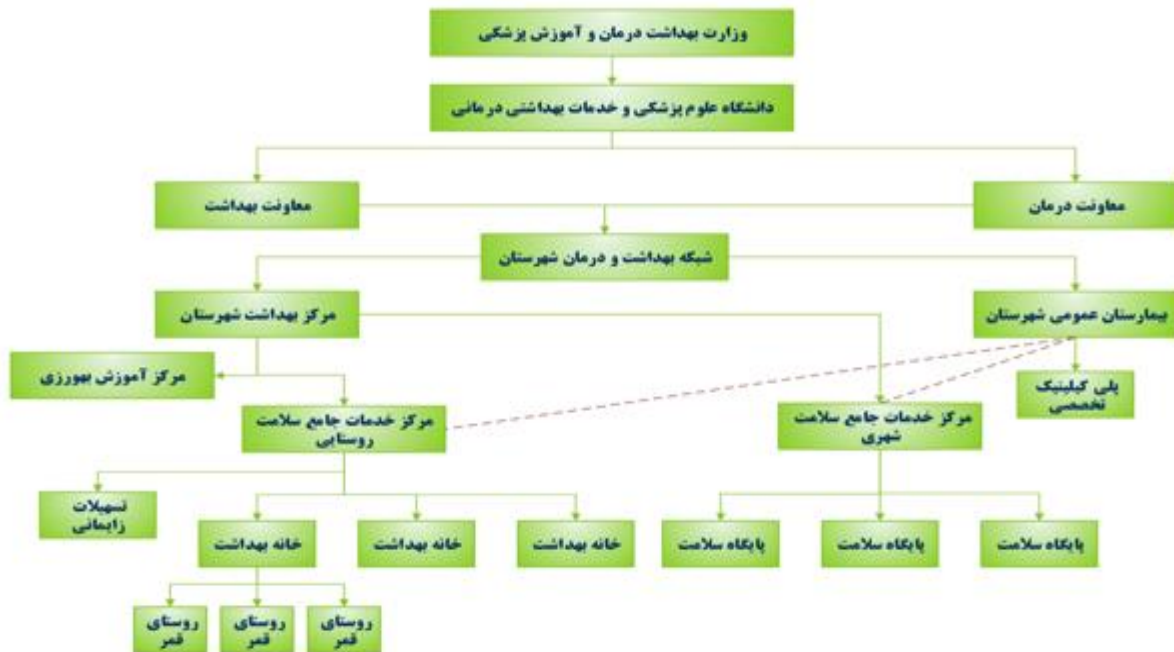 وزارت بهداشت درمان و آموزش پزشکی
دانشگاه علوم پزشکی و خدمات بهداشتی درمانی
معاونت درمان
معاونت بهداشت
شبکه بهداشت و درمان شهرستان
بیمارستان عمومی شهرستان
مرکز بهداشت شهرستان
مرکز آموزش بهورزی
پلی کیلینیک
تخصصی
مرکز خدمات جامع سلامت
شهری
مرکز خدمات جامع سلامت
روستایی
تسهیلات
زایمانی
پایگاه سلامت
پایگاه سلامت
پایگاه سلامت
خانه بهداشت
خانه بهداشت
خانه بهداشت
روستای
قمر
روستای
قمر
روستای
قمر